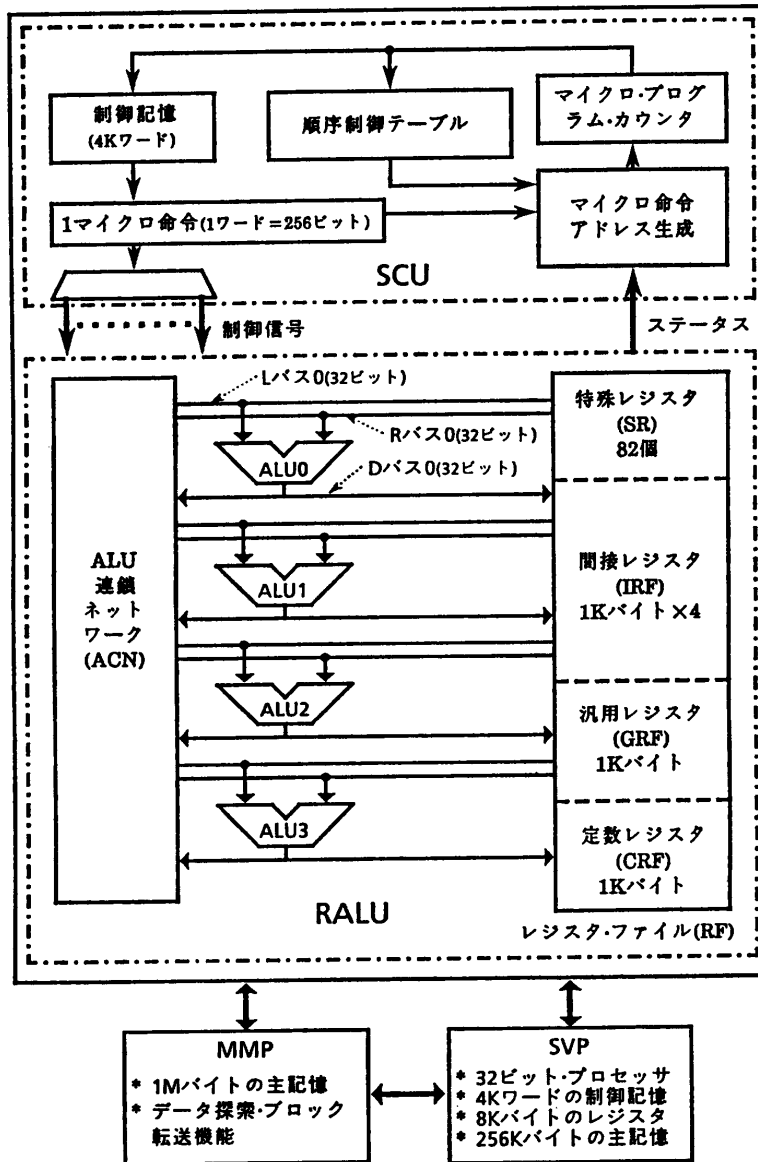 制御記憶
(4Kワード)
順序制御テーブル
マイクロ・プログ
ラム・カウンタ
1マイクロ命令(1ワード=256ビット)
マイクロ命令
アドレス生成
SCU
制御信号
ステータス
Lバス0(32ビット)
Rバス0(32ビット)
ALU0
Dバス0(32ビット)
ALU1
ALU2
ALU3
ALU
連鎖
ネット
ワーク
(ACN)
特殊レジスタ
(SR)
82個
間接レジスタ
(IRF)
1Kバイト×4
汎用レジスタ
(GRF)
1Kバイト
定数レジスタ
(CRF)
1Kバイト
RALU
レジスタ・ファイル(RF)
MMP
* 1Mバイトの主記憶
* データ探索・ブロック
転送機能
SVP
* 32ビット・プロセッサ
* 4Kワードの制御記憶
* 8Kバイトのレジスタ
* 256Kバイトの主記憶